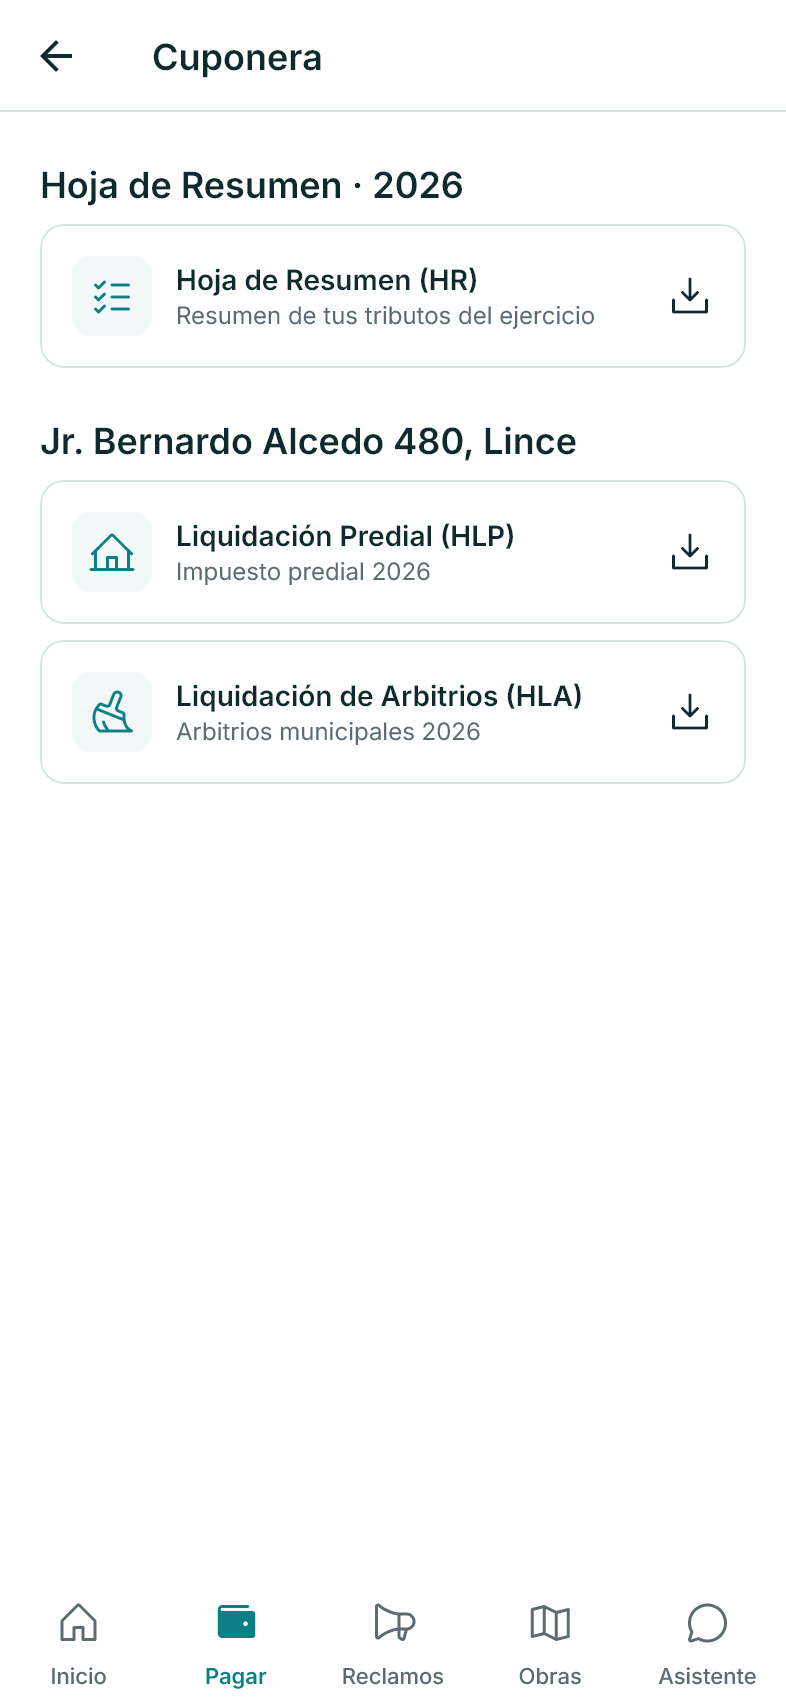 Cuponera
Hoja de Resumen · 2026
Hoja de Resumen (HR)
Resumen de tus tributos del ejercicio
Jr. Bernardo Alcedo 480, Lince
Liquidación Predial (HLP)
Impuesto predial 2026
Liquidación de Arbitrios (HLA)
Arbitrios municipales 2026
Inicio
Pagar
Reclamos
Obras
Asistente